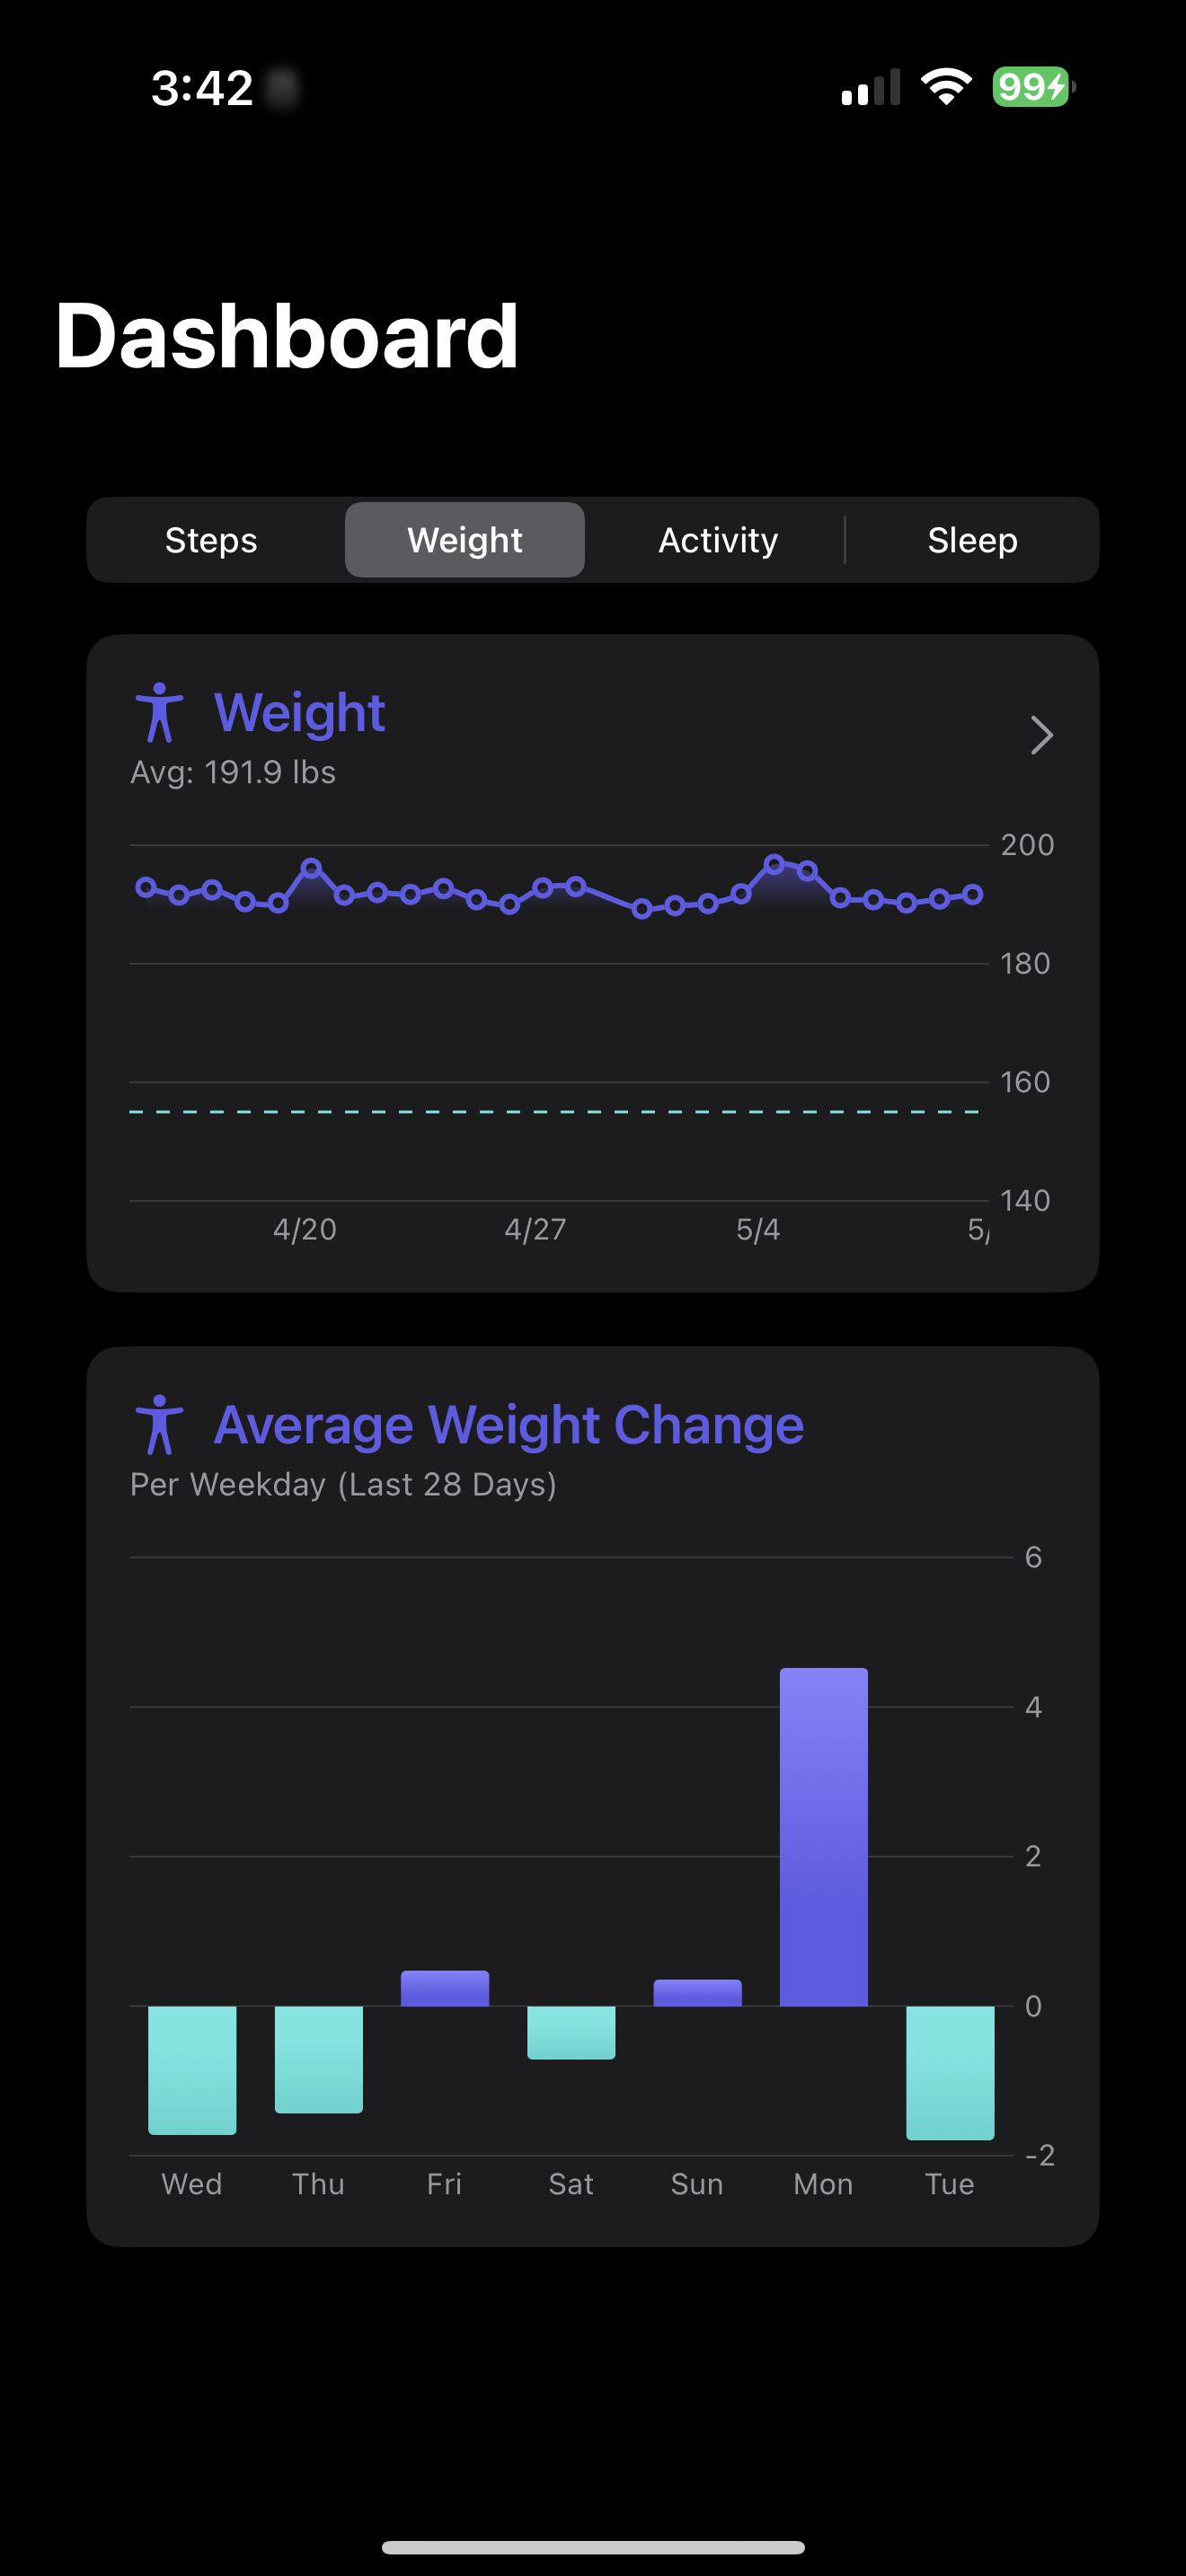 3:42
99
Dashboard
Steps Weight Activity Sleep
Weight
Avg: 191.9 lbs
200
180
160
140
4/20 4/27 5/4 5/
Average Weight Change
Per Weekday (Last 28 Days)
6
4
2
0
-2
Wed Thu Fri Sat Sun Mon Tue